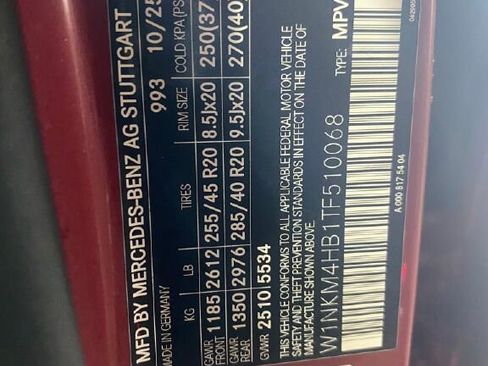 MFD BY MERCEDES-BENZ AG STUTTGART
MADE IN GERMANY 993 10/25
KG LB TIRES RIM SIZE COLD KPA (PS
GAWR FRONT 1185 2612 255/45 R20 8.5Jx20 250(37
GAWR REAR 1350 2976 285/40 R20 9.5Jx20 270(40
GVWR 2510 5534
THIS VEHICLE CONFORMS TO ALL APPLICABLE FEDERAL MOTOR VEHICLE
SAFETY AND THEFT PREVENTION STANDARDS IN EFFECT ON THE DATE OF
MANUFACTURE SHOWN ABOVE.
W1NKM4HB1TF510068 TYPE: MPV
A 000 817 54 04